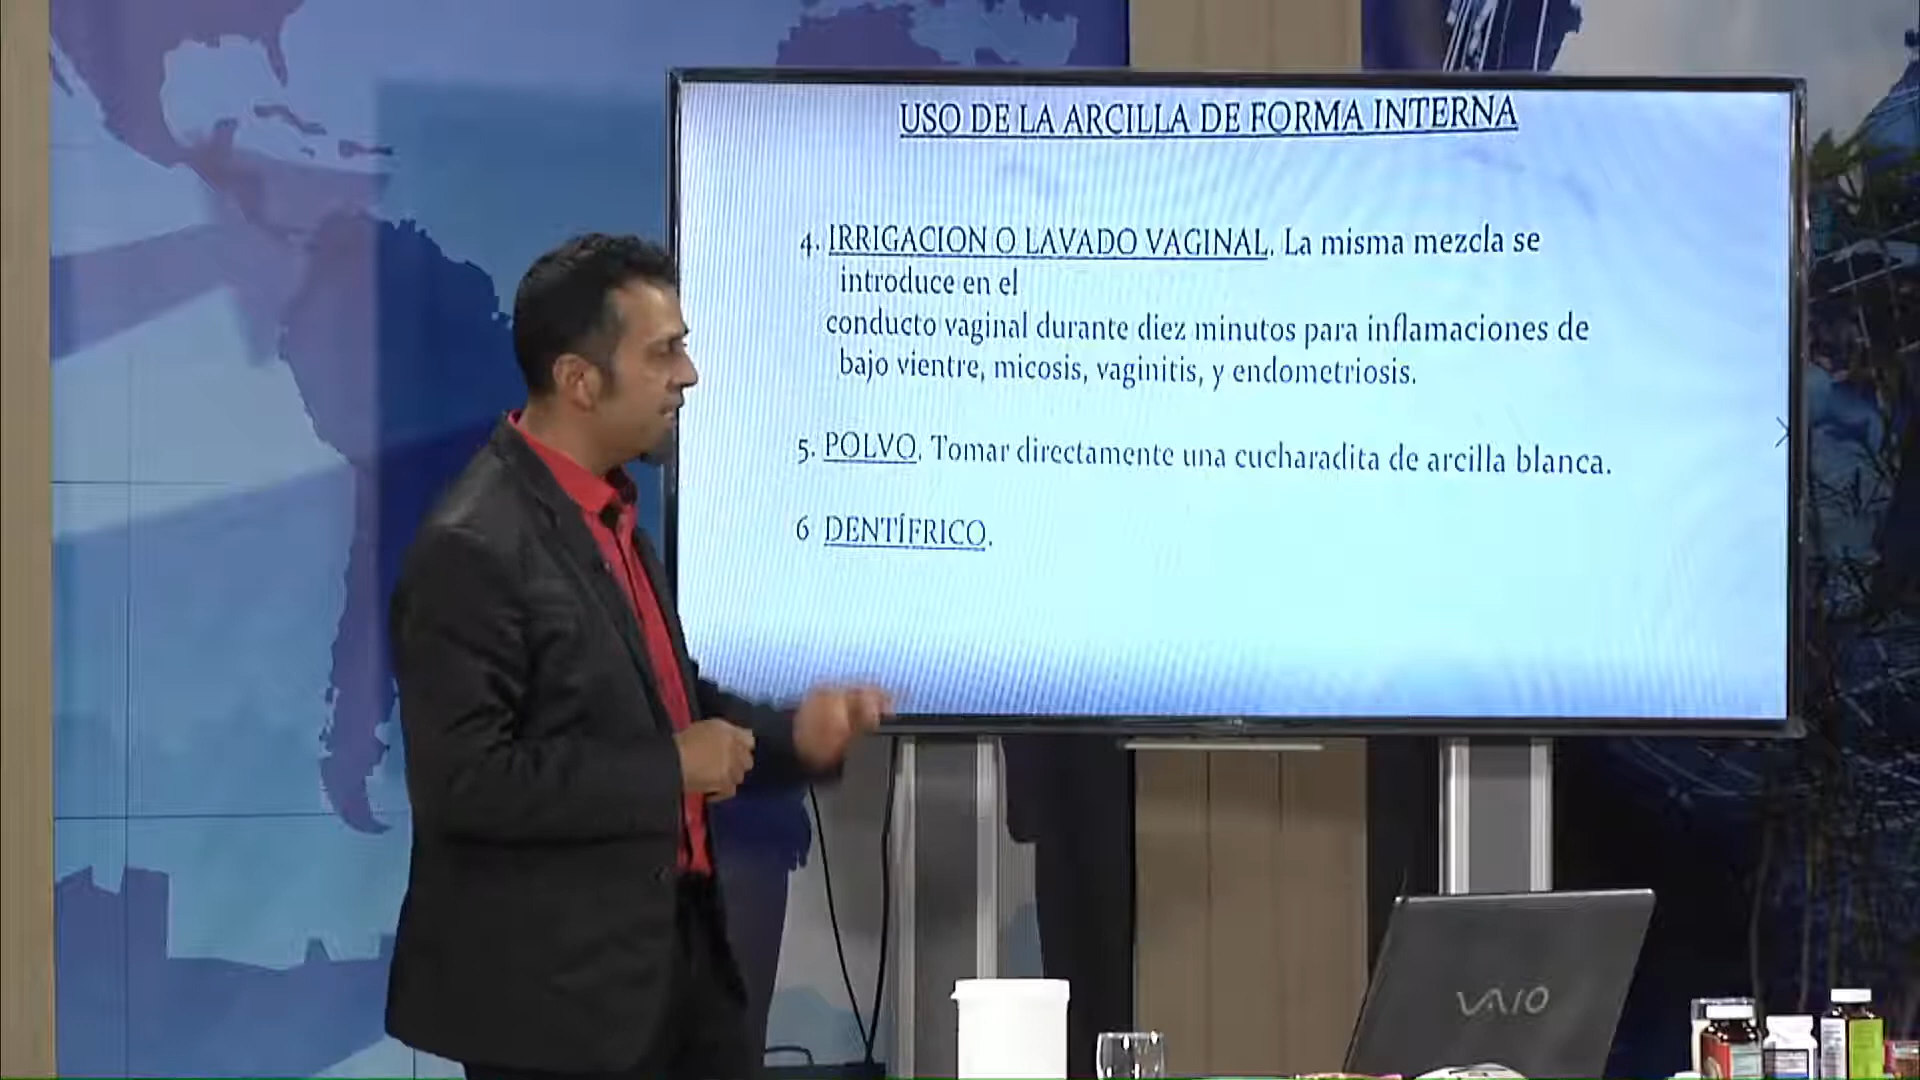 USO DE LA ARCILLA DE FORMA INTERNA
4. IRRIGACION O LAVADO VAGINAL. La misma mezcla se
introduce en el
conducto vaginal durante diez minutos para inflamaciones de
bajo vientre, micosis, vaginitis, y endometriosis.
5. POLVO. Tomar directamente una cucharadita de arcilla blanca.
6 DENTÍFRICO.
VAIO